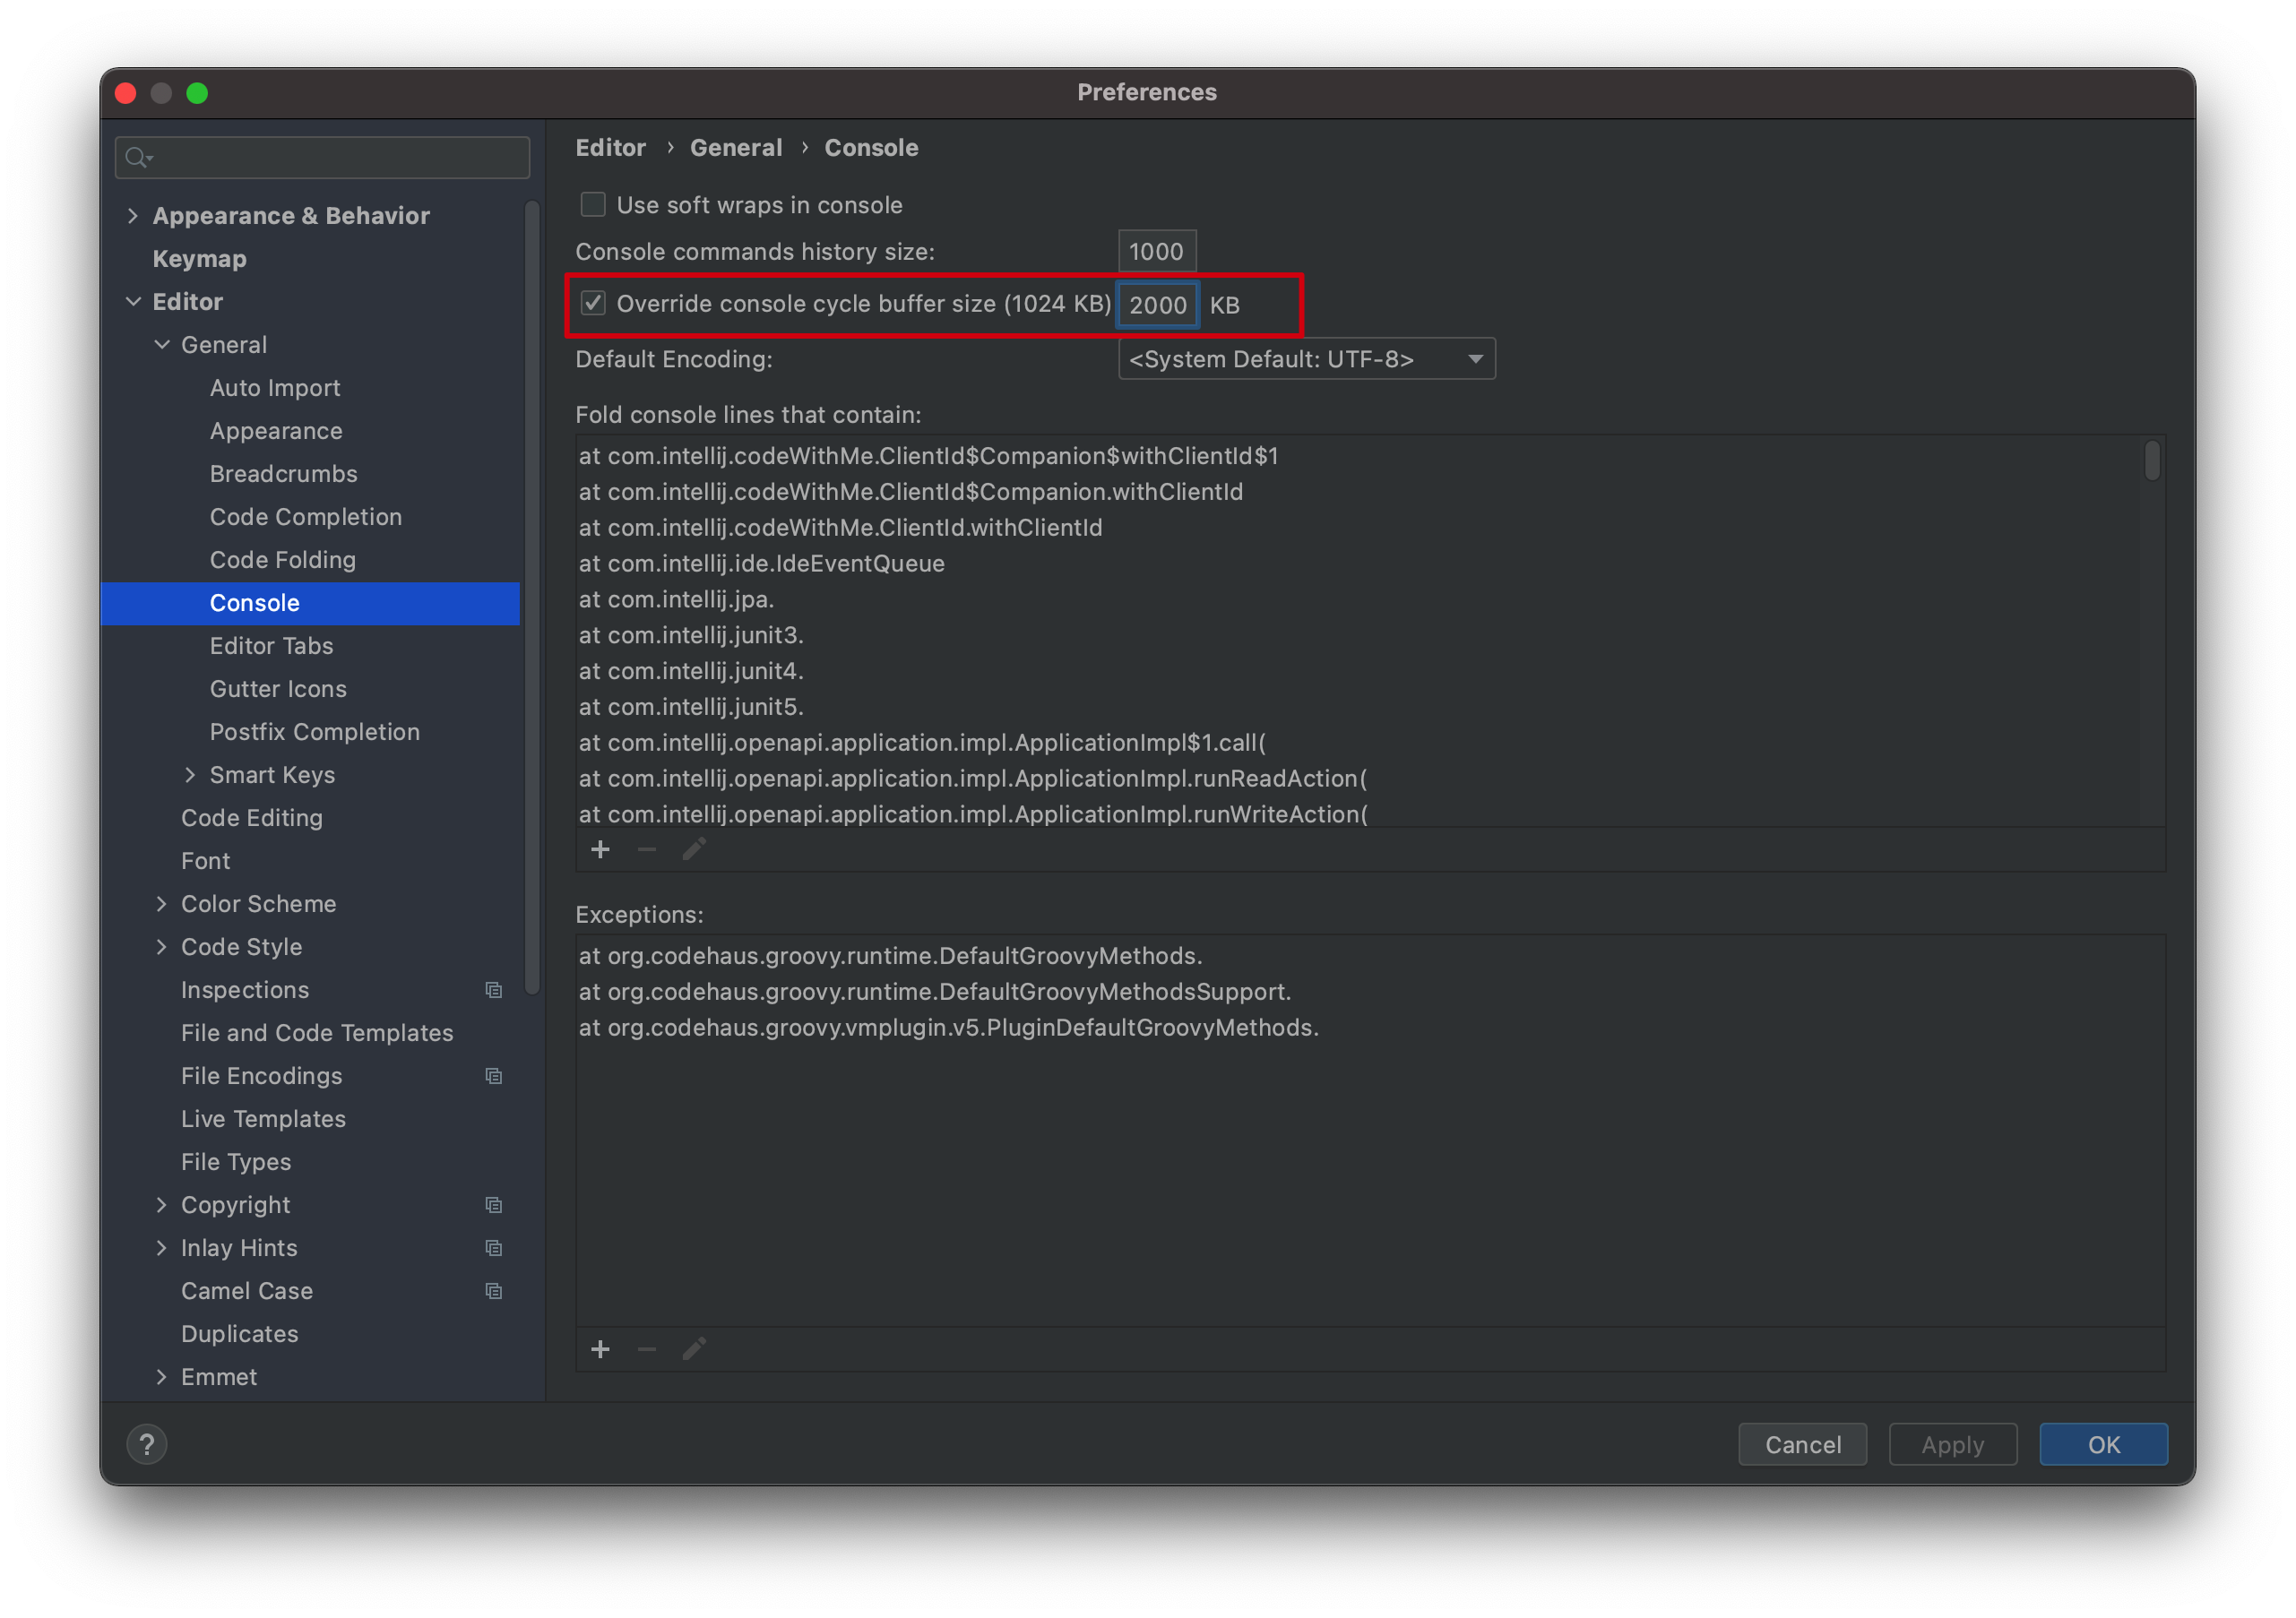 Preferences
Appearance & Behavior
Keymap
Editor
General
Auto Import
Appearance
Breadcrumbs
Code Completion
Code Folding
Console
Editor Tabs
Gutter Icons
Postfix Completion
Smart Keys
Code Editing
Font
Color Scheme
Code Style
Inspections
File and Code Templates
File Encodings
Live Templates
File Types
Copyright
Inlay Hints
Camel Case
Duplicates
Emmet
Editor › General › Console
Use soft wraps in console
Console commands history size: 1000
Override console cycle buffer size (1024 KB) 2000 KB
Default Encoding: <System Default: UTF-8>
Fold console lines that contain:
at com.intellij.codeWithMe.ClientId$Companion$withClientId$1
at com.intellij.codeWithMe.ClientId$Companion.withClientId
at com.intellij.codeWithMe.ClientId.withClientId
at com.intellij.ide.IdeEventQueue
at com.intellij.jpa.
at com.intellij.junit3.
at com.intellij.junit4.
at com.intellij.junit5.
at com.intellij.openapi.application.impl.ApplicationImpl$1.call(
at com.intellij.openapi.application.impl.ApplicationImpl.runReadAction(
at com.intellij.openapi.application.impl.ApplicationImpl.runWriteAction(
Exceptions:
at org.codehaus.groovy.runtime.DefaultGroovyMethods.
at org.codehaus.groovy.runtime.DefaultGroovyMethodsSupport.
at org.codehaus.groovy.vmplugin.v5.PluginDefaultGroovyMethods.
? Cancel Apply OK